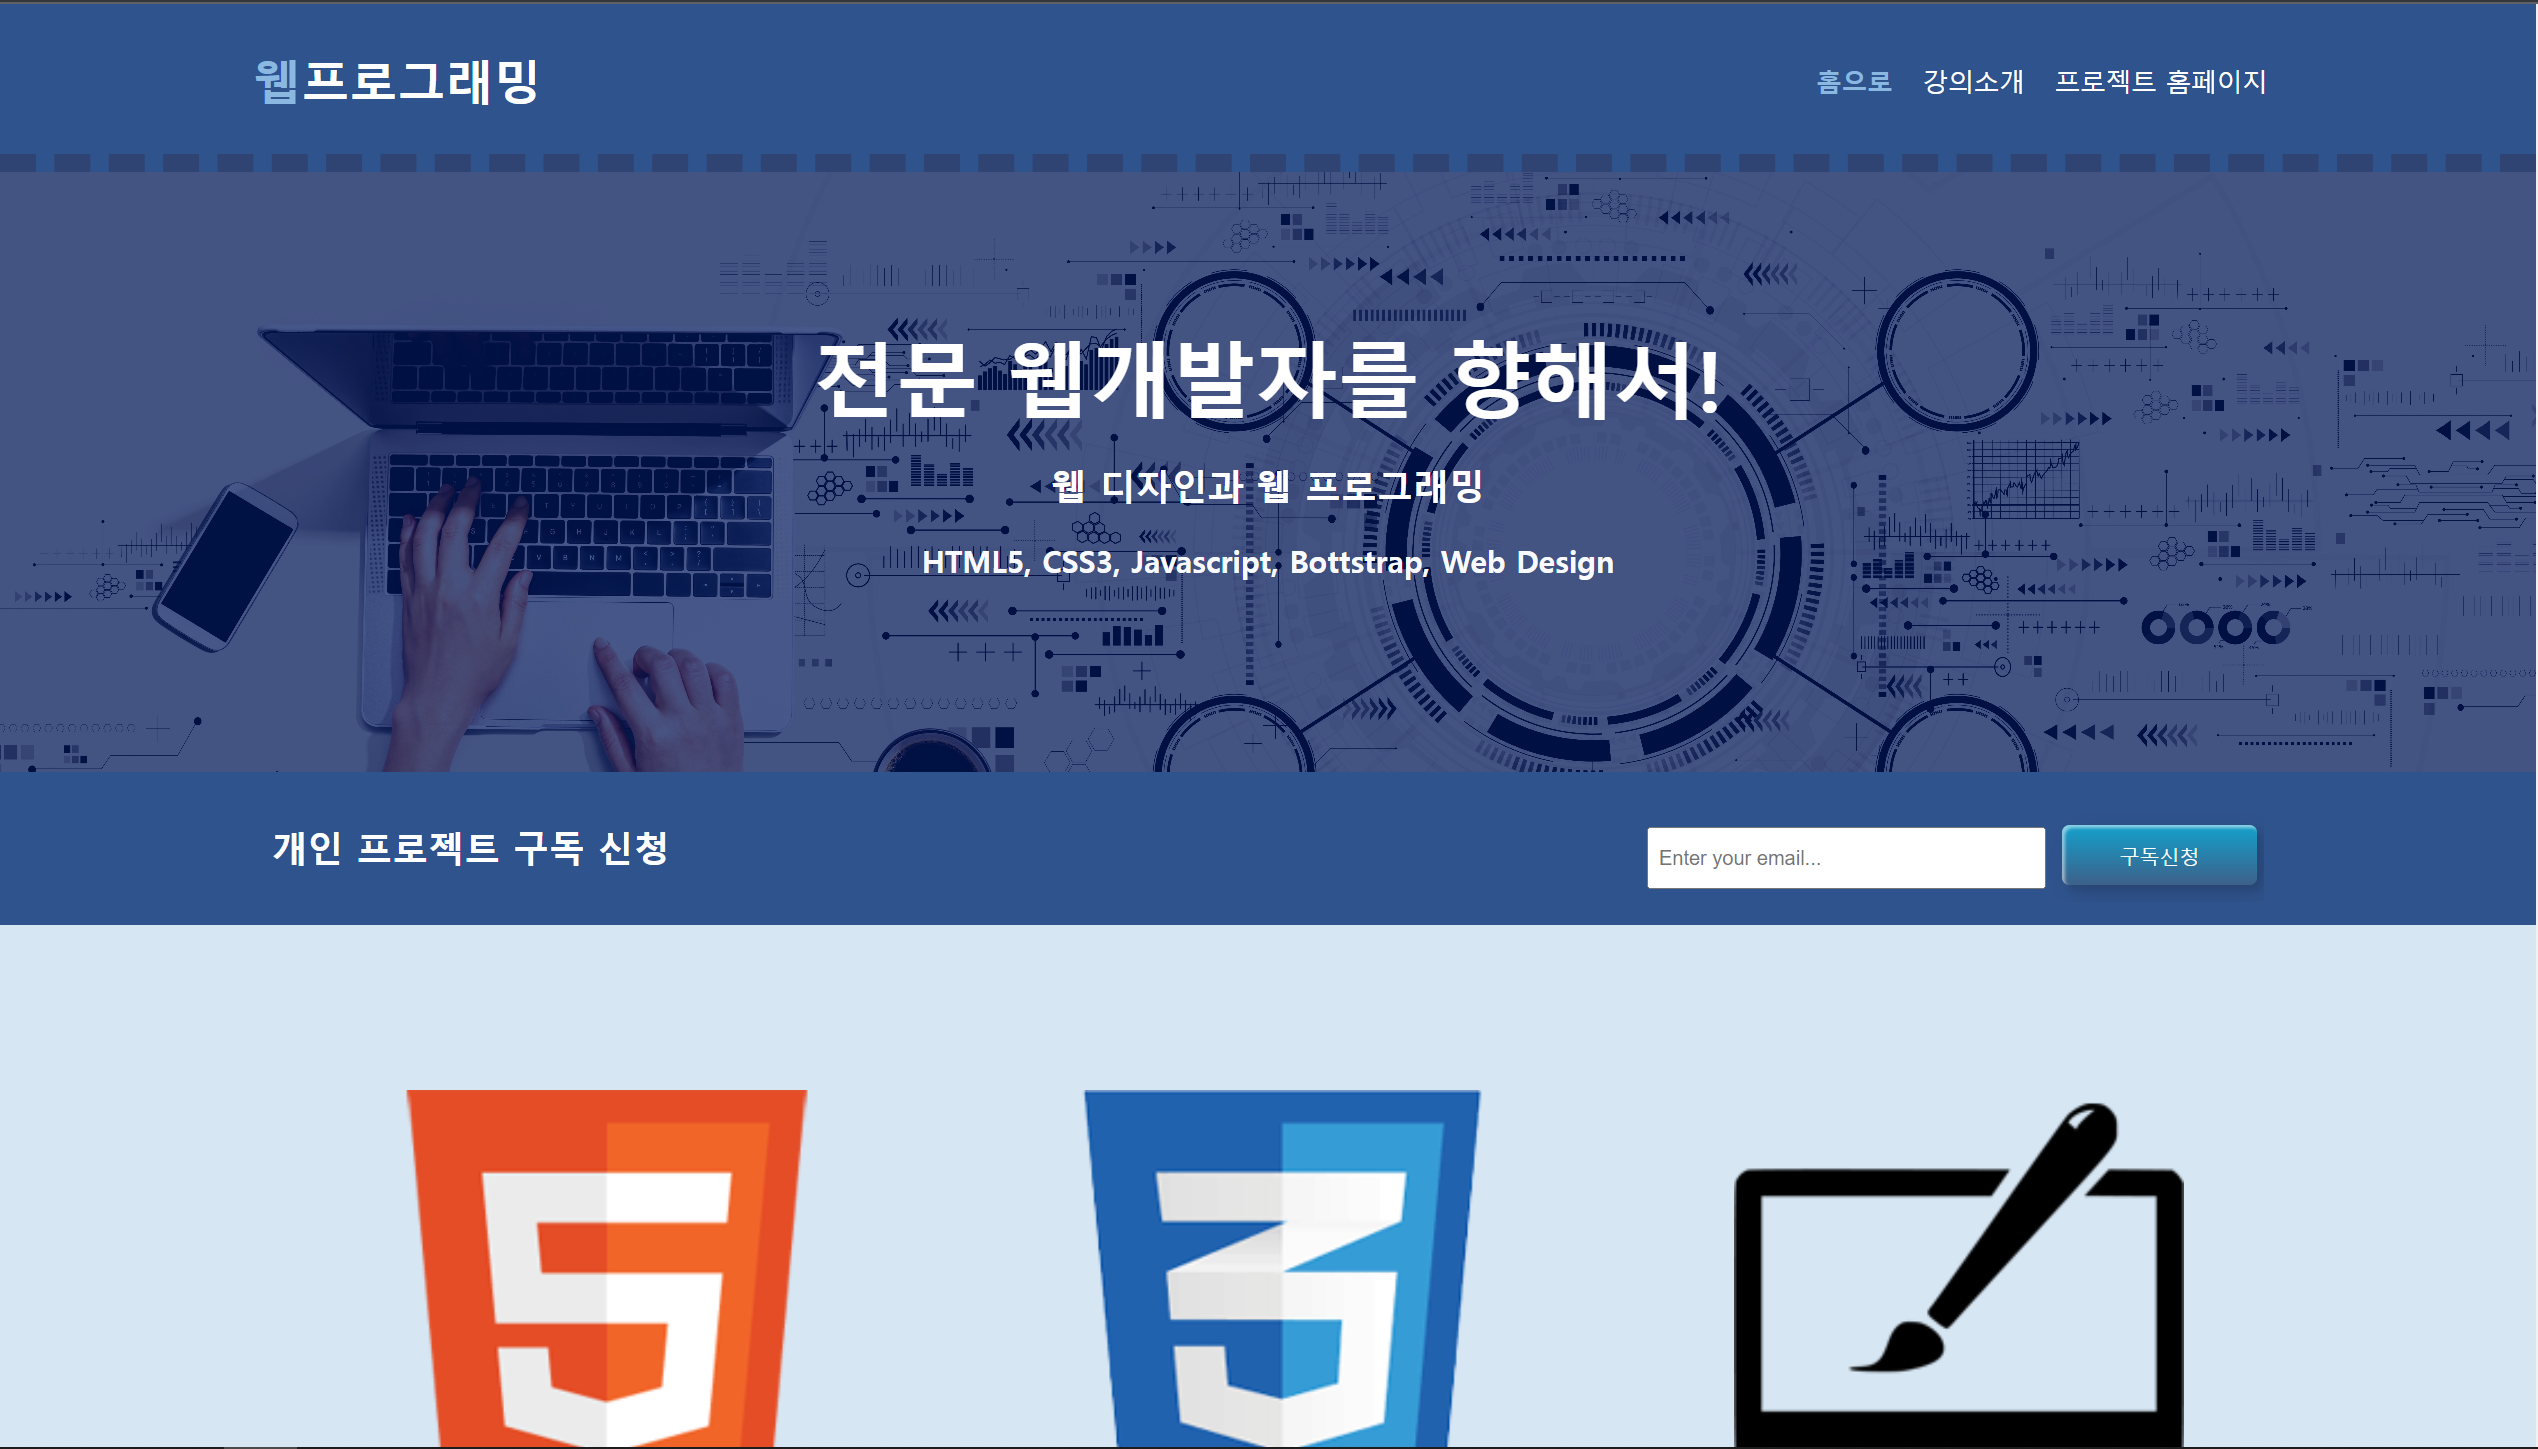 웹프로그래밍
홈으로 강의소개 프로젝트 홈페이지
전문 웹개발자를 향해서!
웹 디자인과 웹 프로그래밍
HTML5, CSS3, Javascript, Bottstrap, Web Design
개인 프로젝트 구독 신청
Enter your email...
구독신청